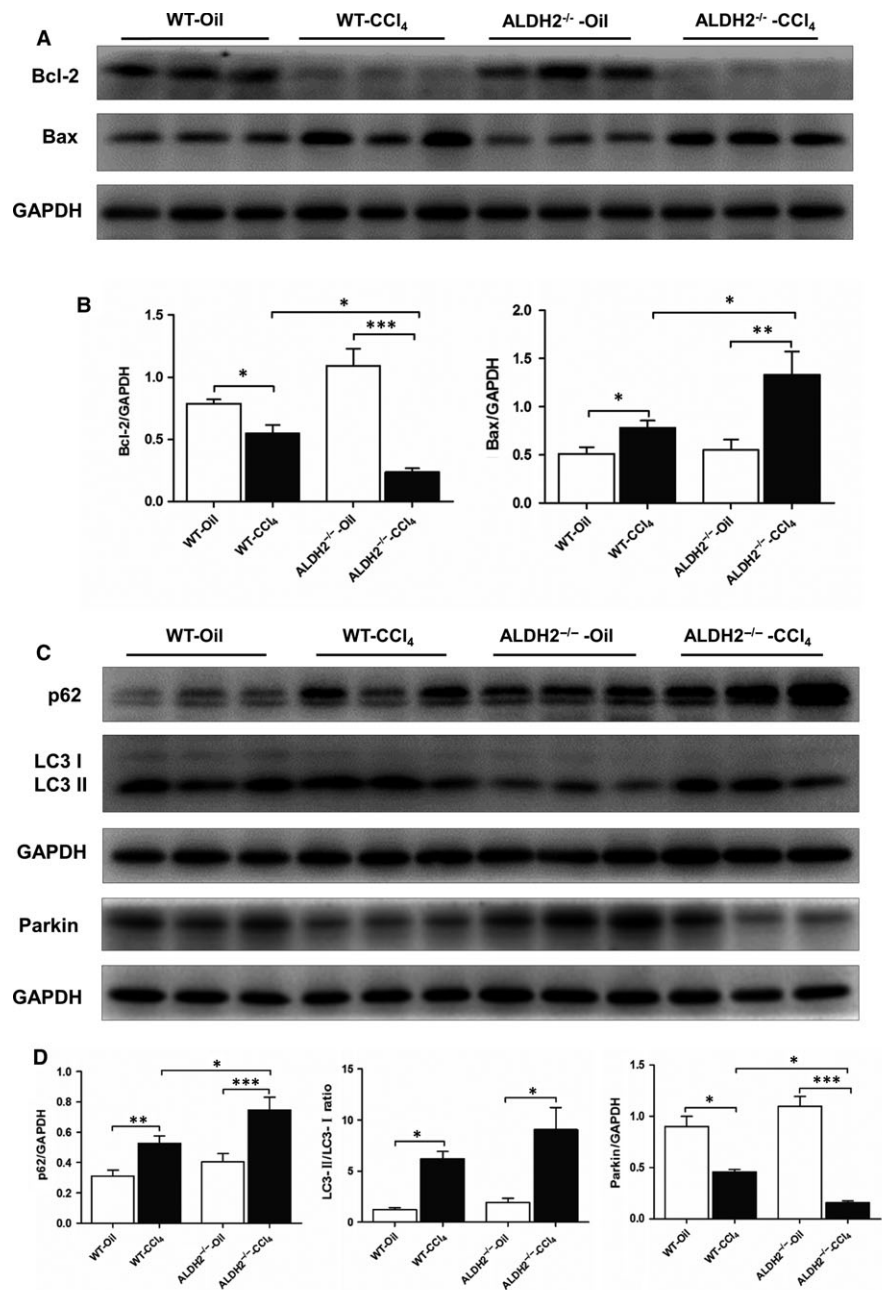 A
WT-Oil WT-CCl₄ ALDH2⁻/⁻ -Oil ALDH2⁻/⁻ -CCl₄
Bcl-2
Bax
GAPDH
B
Bcl-2/GAPDH
1.5
1.0
0.5
0.0
* *** *
WT-Oil WT-CCl₄ ALDH2⁻/⁻-Oil ALDH2⁻/⁻-CCl₄
Bax/GAPDH
2.0
1.5
1.0
0.5
0.0
* ** *
WT-Oil WT-CCl₄ ALDH2⁻/⁻-Oil ALDH2⁻/⁻-CCl₄
C
WT-Oil WT-CCl₄ ALDH2⁻/⁻ -Oil ALDH2⁻/⁻ -CCl₄
p62
LC3 I
LC3 II
GAPDH
Parkin
GAPDH
D
p62/GAPDH
1.0
0.8
0.6
0.4
0.2
0.0
** *** *
WT-Oil WT-CCl₄ ALDH2⁻/⁻-Oil ALDH2⁻/⁻-CCl₄
LC3-II/LC3-I ratio
15
10
5
0
* *
WT-Oil WT-CCl₄ ALDH2⁻/⁻-Oil ALDH2⁻/⁻-CCl₄
Parkin/GAPDH
1.5
1.0
0.5
0.0
* *** *
WT-Oil WT-CCl₄ ALDH2⁻/⁻-Oil ALDH2⁻/⁻-CCl₄